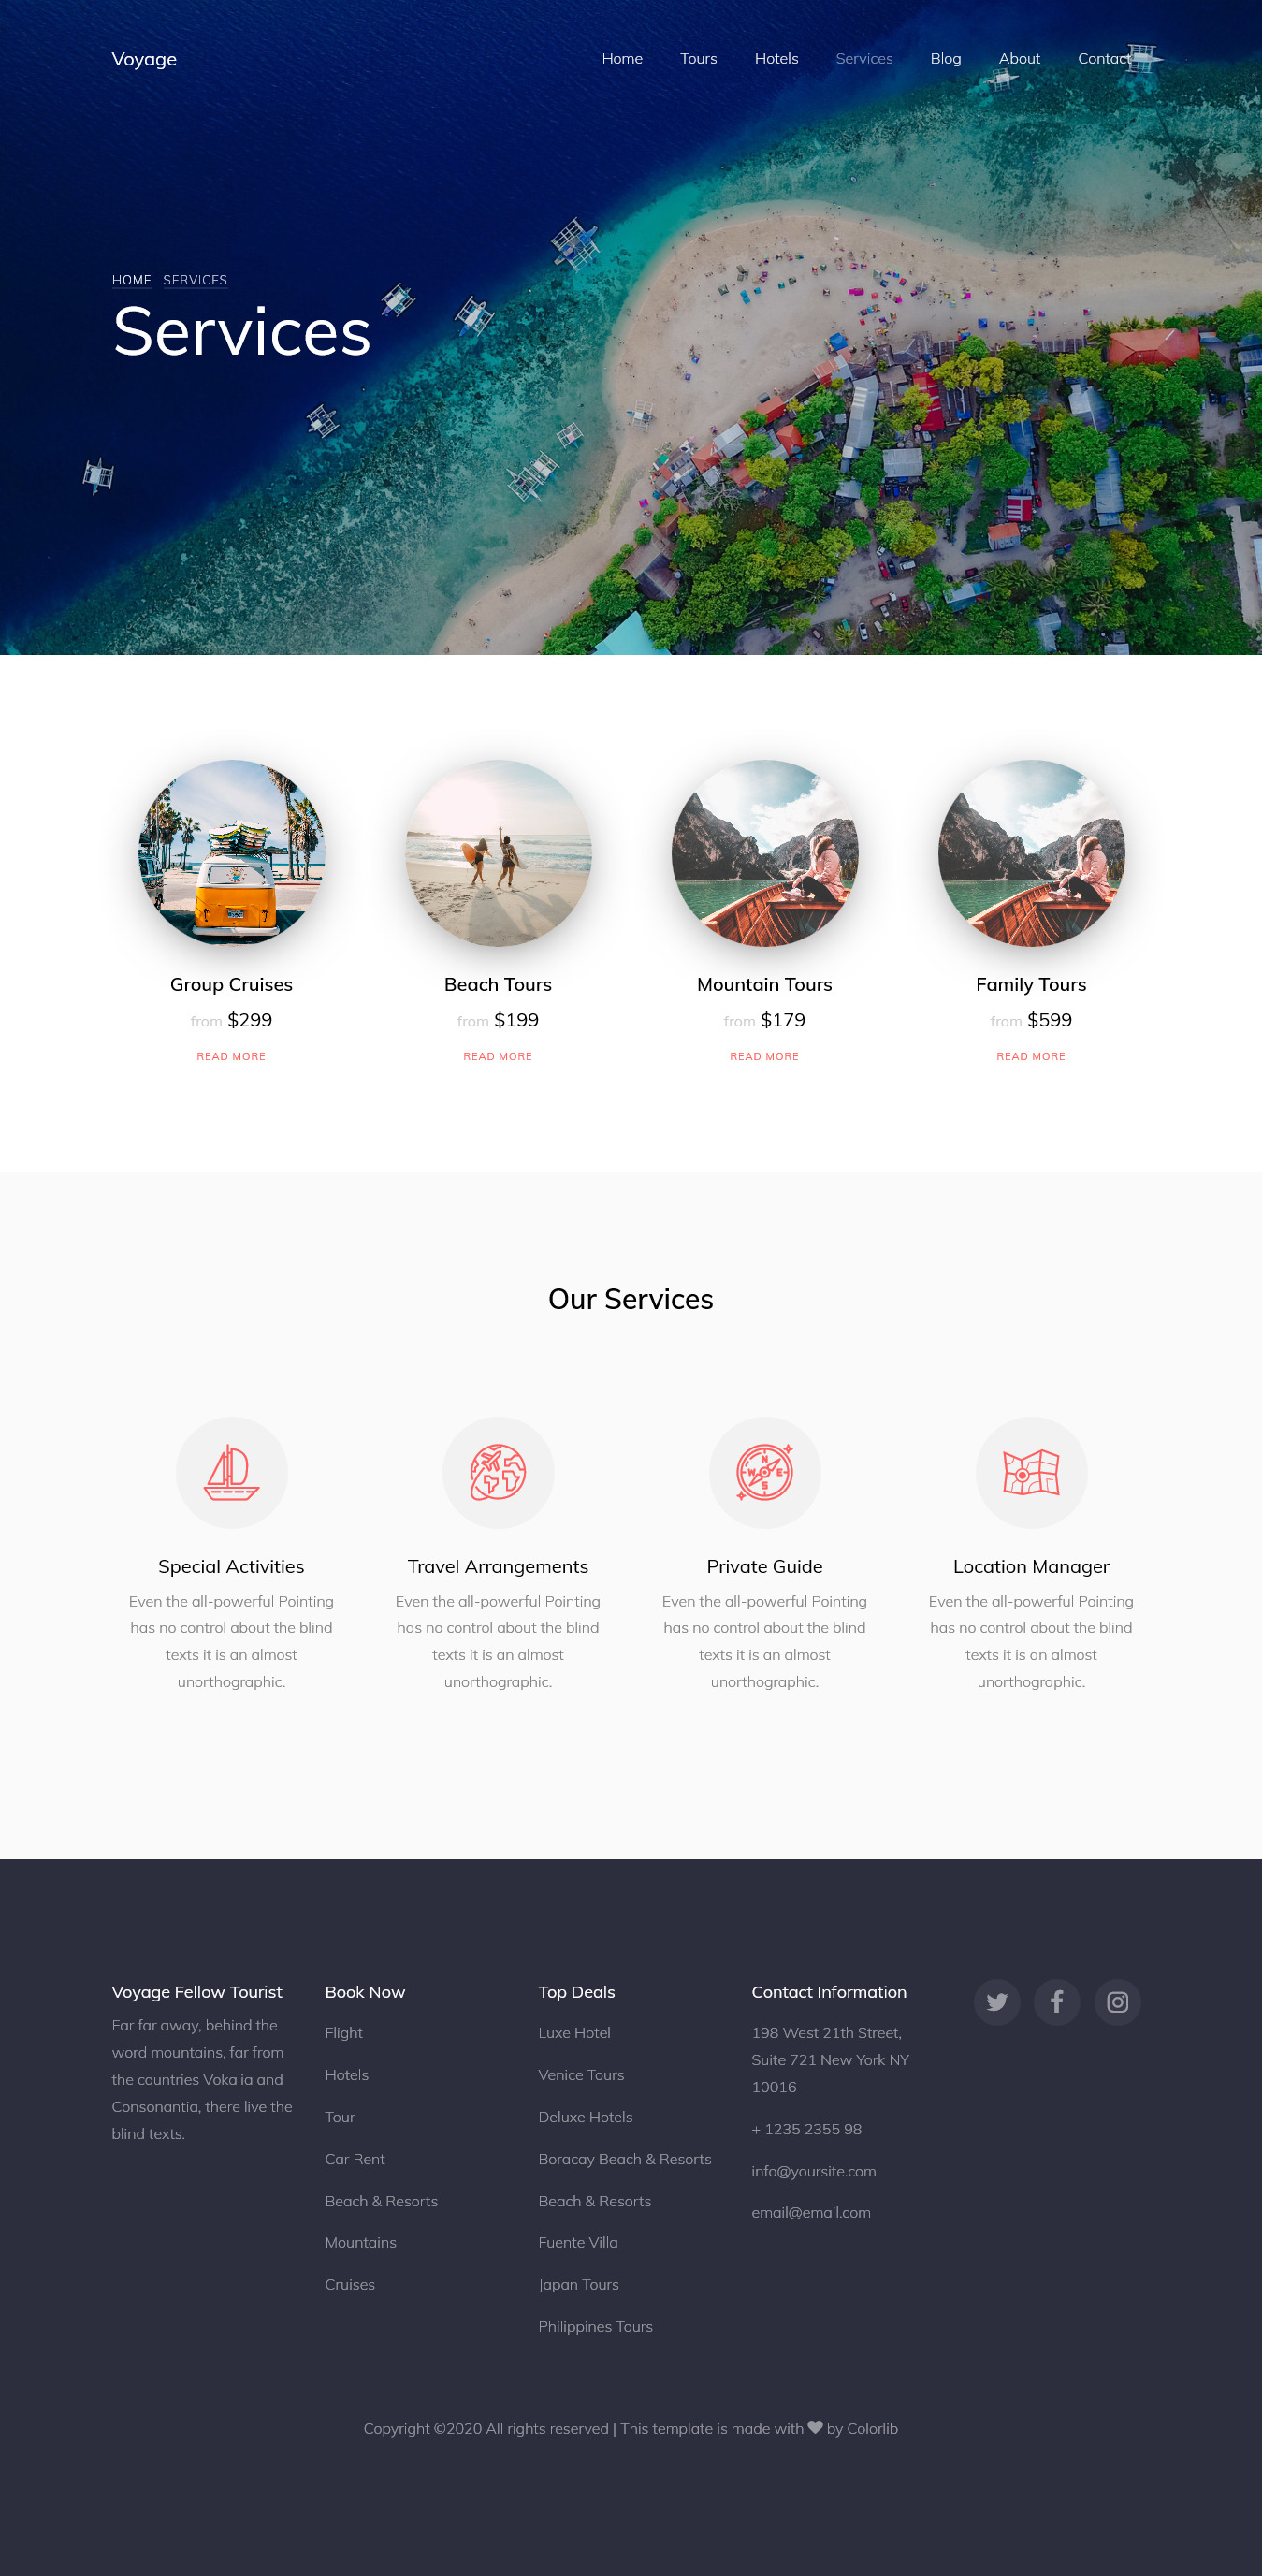 Voyage
Home Tours Hotels Services Blog About Contact
HOME SERVICES
Services
Group Cruises
from $299
READ MORE
Beach Tours
from $199
READ MORE
Mountain Tours
from $179
READ MORE
Family Tours
from $599
READ MORE
Our Services
N
W E
S
Special Activities
Even the all-powerful Pointing
has no control about the blind
texts it is an almost
unorthographic.
Travel Arrangements
Even the all-powerful Pointing
has no control about the blind
texts it is an almost
unorthographic.
Private Guide
Even the all-powerful Pointing
has no control about the blind
texts it is an almost
unorthographic.
Location Manager
Even the all-powerful Pointing
has no control about the blind
texts it is an almost
unorthographic.
Voyage Fellow Tourist
Far far away, behind the
word mountains, far from
the countries Vokalia and
Consonantia, there live the
blind texts.
Book Now
Flight
Hotels
Tour
Car Rent
Beach & Resorts
Mountains
Cruises
Top Deals
Luxe Hotel
Venice Tours
Deluxe Hotels
Boracay Beach & Resorts
Beach & Resorts
Fuente Villa
Japan Tours
Philippines Tours
Contact Information
198 West 21th Street,
Suite 721 New York NY
10016
+ 1235 2355 98
info@yoursite.com
email@email.com
Copyright ©2020 All rights reserved | This template is made with ♥ by Colorlib